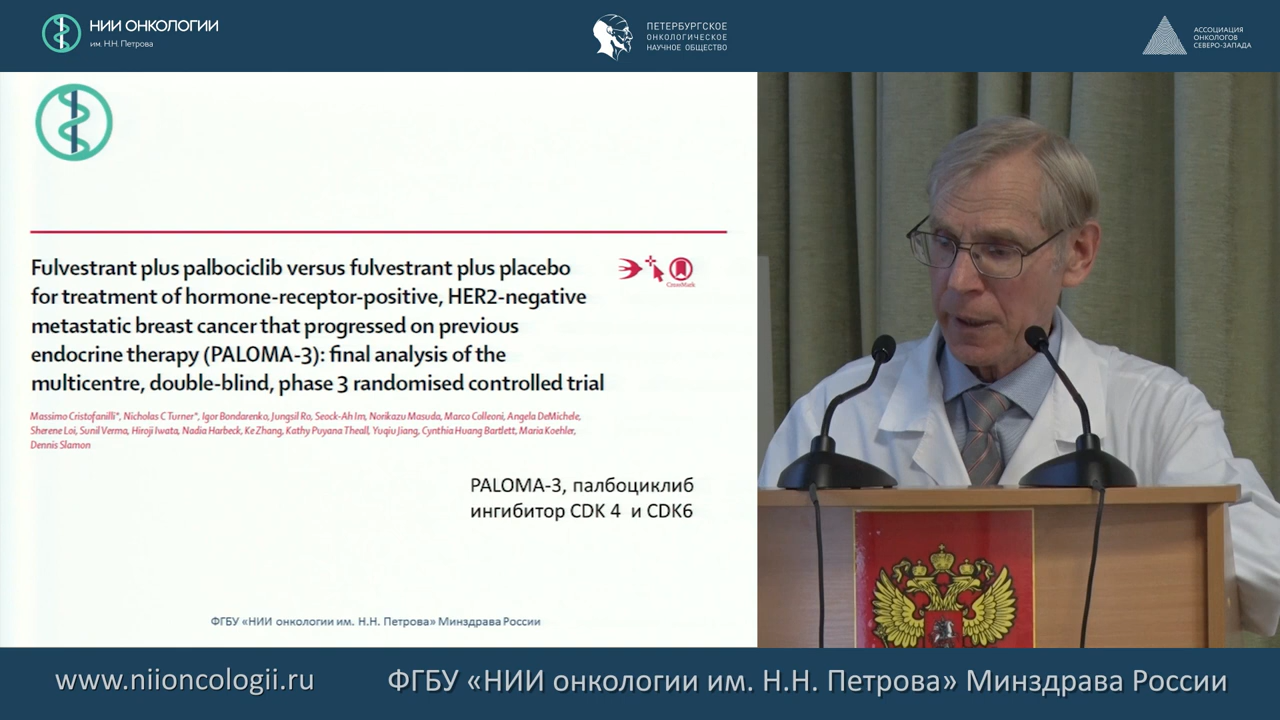 НИИ ОНКОЛОГИИ
им. Н.Н. Петрова
ПЕТЕРБУРГСКОЕ
ОНКОЛОГИЧЕСКОЕ
НАУЧНОЕ ОБЩЕСТВО
АССОЦИАЦИЯ
ОНКОЛОГОВ
СЕВЕРО-ЗАПАДА
Fulvestrant plus palbociclib versus fulvestrant plus placebo
for treatment of hormone-receptor-positive, HER2-negative
metastatic breast cancer that progressed on previous
endocrine therapy (PALOMA-3): final analysis of the
multicentre, double-blind, phase 3 randomised controlled trial
CrossMark
Massimo Cristofanilli*, Nicholas C Turner*, Igor Bondarenko, Jungsil Ro, Seock-Ah Im, Norikazu Masuda, Marco Colleoni, Angela DeMichele,
Sherene Loi, Sunil Verma, Hiroji Iwata, Nadia Harbeck, Ke Zhang, Kathy Puyana Theall, Yuqiu Jiang, Cynthia Huang Bartlett, Maria Koehler,
Dennis Slamon
PALOMA-3, палбоциклиб
ингибитор CDK 4 и CDK6
ФГБУ «НИИ онкологии им. Н.Н. Петрова» Минздрава России
www.niioncologii.ru
ФГБУ «НИИ онкологии им. Н.Н. Петрова» Минздрава России